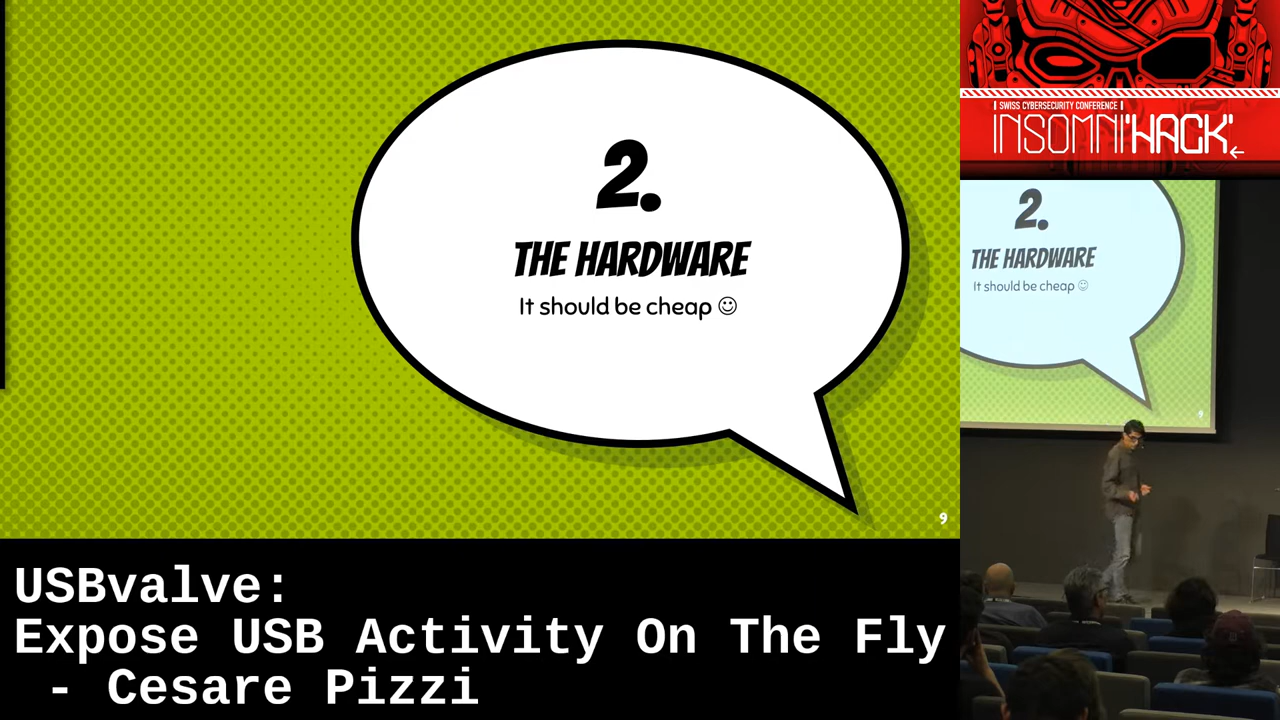 2.
THE HARDWARE
It should be cheap ☺
9
USBvalve:
Expose USB Activity On The Fly
- Cesare Pizzi
SWISS CYBERSECURITY CONFERENCE
INSOMNI'HACK'
2.
THE HARDWARE
It should be cheap ☺
9